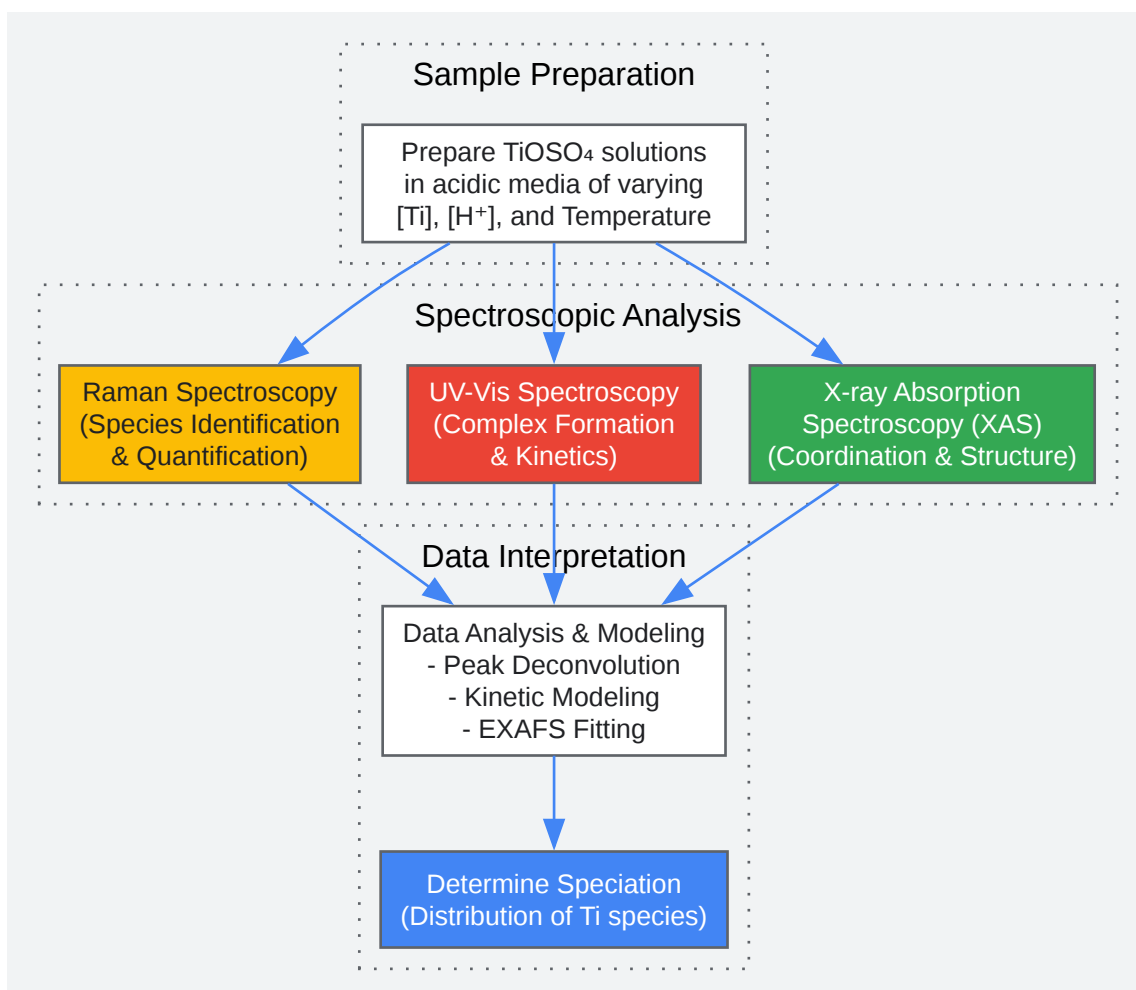 Sample Preparation
Prepare TiOSO₄ solutions
in acidic media of varying
[Ti], [H⁺], and Temperature
Spectroscopic Analysis
Raman Spectroscopy
(Species Identification
& Quantification)
UV-Vis Spectroscopy
(Complex Formation
& Kinetics)
X-ray Absorption
Spectroscopy (XAS)
(Coordination & Structure)
Data Interpretation
Data Analysis & Modeling
- Peak Deconvolution
- Kinetic Modeling
- EXAFS Fitting
Determine Speciation
(Distribution of Ti species)